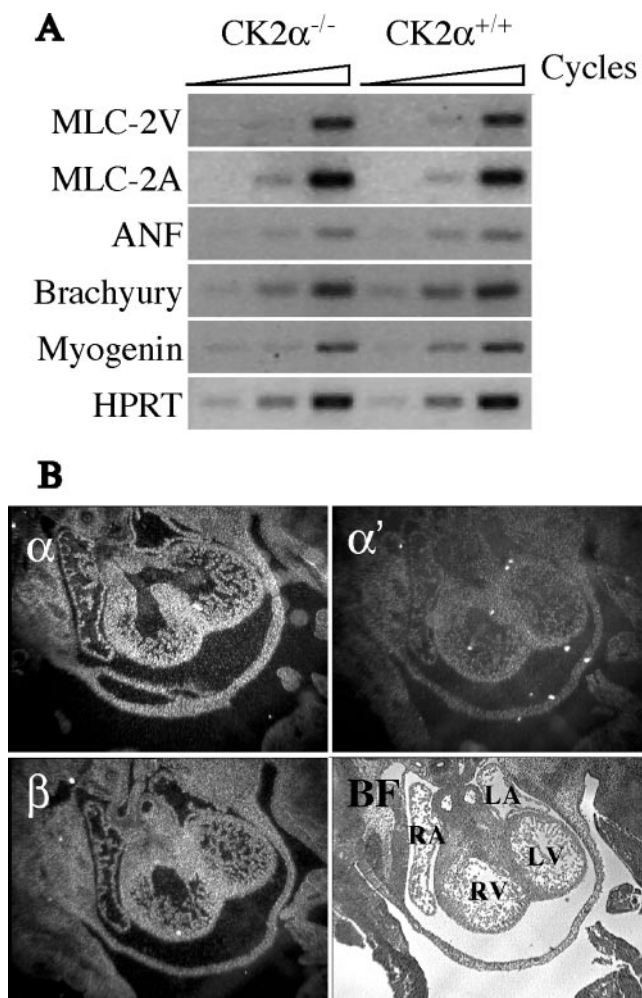 A
CK2α-/- CK2α+/+
Cycles
MLC-2V
MLC-2A
ANF
Brachyury
Myogenin
HPRT
B
α
α’
β
BF
LA
RA
LV
RV